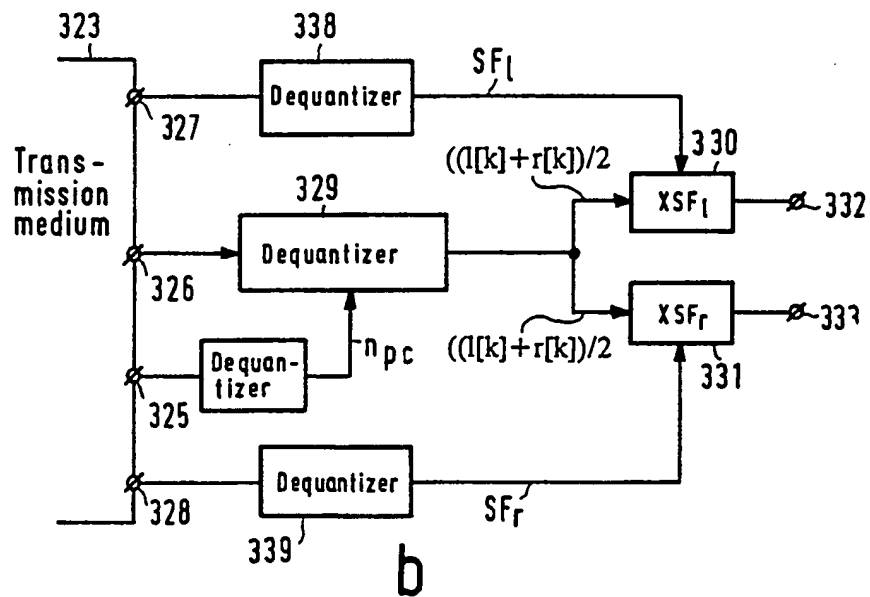 323
338
Dequantizer
SFl
327
330
((l[k]+r[k])/2
Trans-
mission
medium
329
XSFl
332
Dequantizer
326
XSFr
333
nPC
((l[k]+r[k])/2
331
Dequan-
tizer
325
Dequantizer
328
SFr
339
b